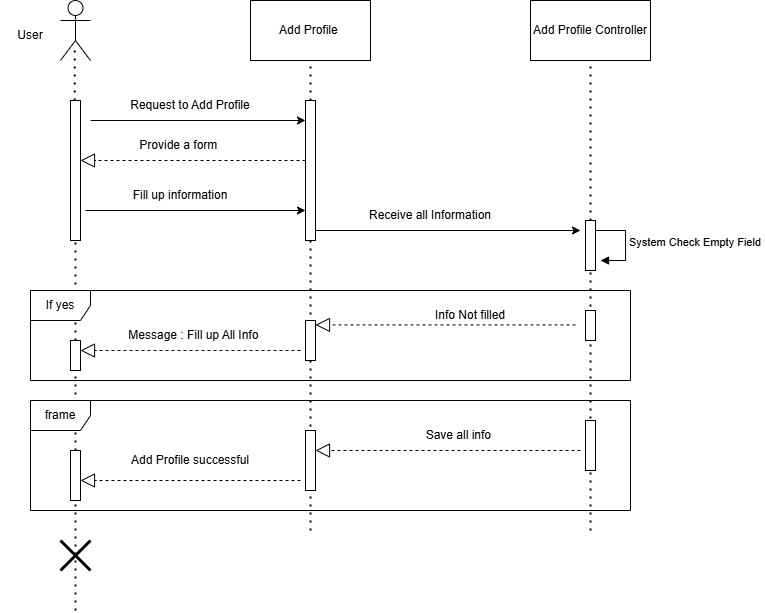 User
Add Profile
Add Profile Controller
Request to Add Profile
Provide a form
Fill up information
Receive all Information
System Check Empty Field
If yes
Info Not filled
Message : Fill up All Info
frame
Save all info
Add Profile successful